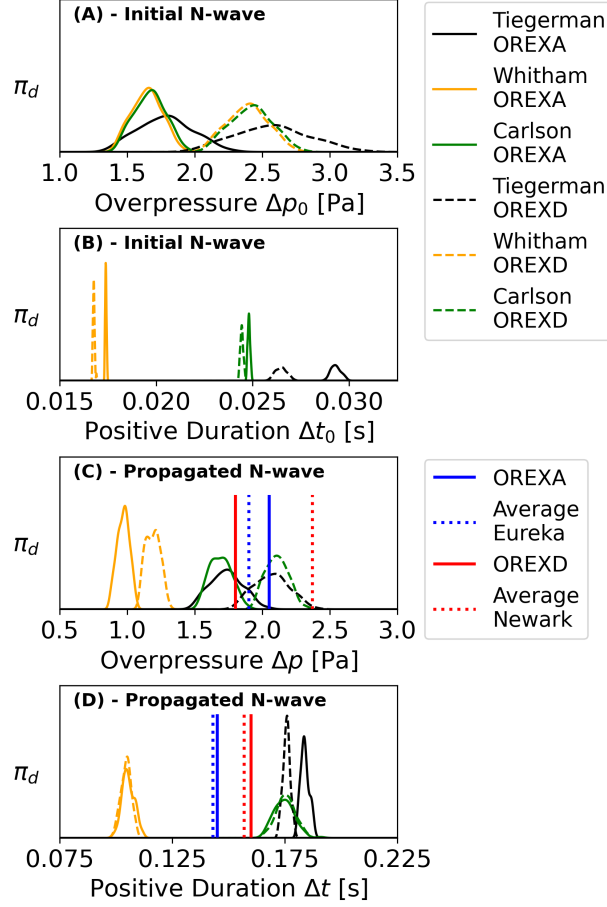 (A) - Initial N-wave
π_d
1.0 1.5 2.0 2.5 3.0 3.5
Overpressure Δp₀ [Pa]
(B) - Initial N-wave
π_d
0.015 0.020 0.025 0.030
Positive Duration Δt₀ [s]
(C) - Propagated N-wave
π_d
0.5 1.0 1.5 2.0 2.5 3.0
Overpressure Δp [Pa]
(D) - Propagated N-wave
π_d
0.075 0.125 0.175 0.225
Positive Duration Δt [s]
Tiegerman
OREXA
Whitham
OREXA
Carlson
OREXA
Tiegerman
OREXD
Whitham
OREXD
Carlson
OREXD
OREXA
Average
Eureka
OREXD
Average
Newark